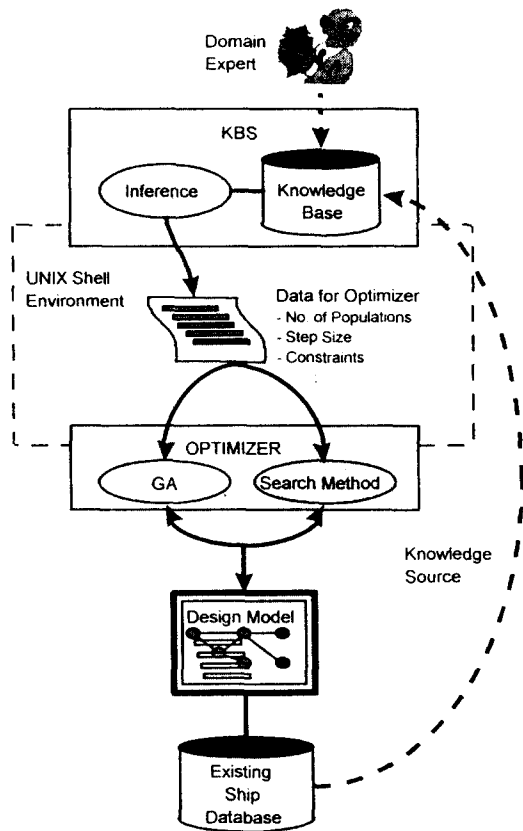 Domain
Expert
KBS
Inference
Knowledge
Base
UNIX Shell
Environment
Data for Optimizer
- No. of Populations
- Step Size
- Constraints
OPTIMIZER
GA
Search Method
Knowledge
Source
Design Model
Existing
Ship
Database